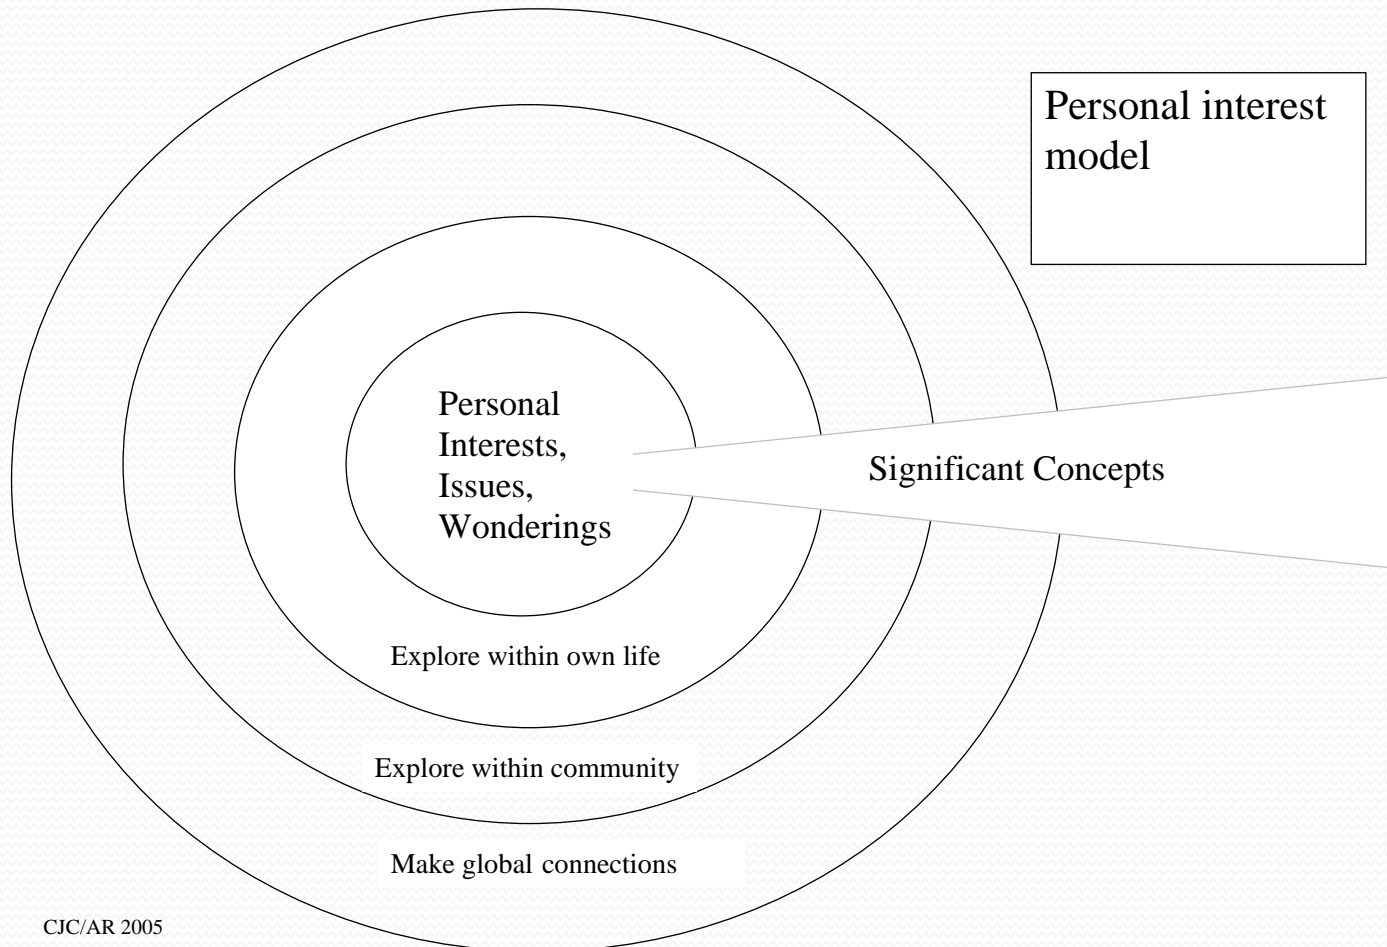 Personal interest
model
Personal
Interests,
Issues,
Wonderings
Significant Concepts
Explore within own life
Explore within community
Make global connections
CJC/AR 2005